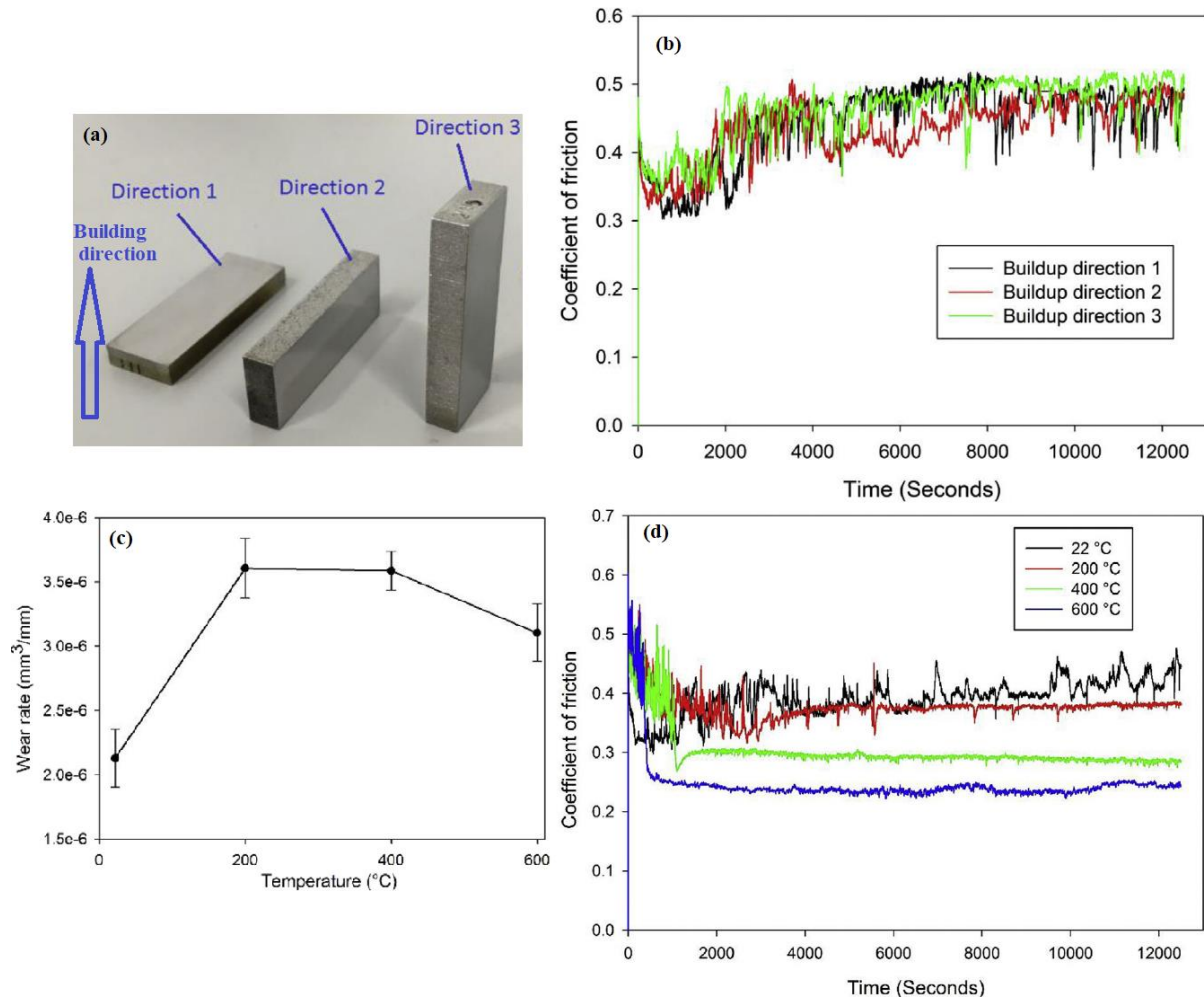 (a)
Direction 1
Direction 2
Direction 3
Building
direction
(b)
Coefficient of friction
0.6
0.5
0.4
0.3
0.2
0.1
0.0
Buildup direction 1
Buildup direction 2
Buildup direction 3
0 2000 4000 6000 8000 10000 12000
Time (Seconds)
(c)
Wear rate (mm³/mm)
4.0e-6
3.5e-6
3.0e-6
2.5e-6
2.0e-6
1.5e-6
0 200 400 600
Temperature (°C)
(d)
Coefficient of friction
0.7
0.6
0.5
0.4
0.3
0.2
0.1
0.0
22 °C
200 °C
400 °C
600 °C
0 2000 4000 6000 8000 10000 12000
Time (Seconds)